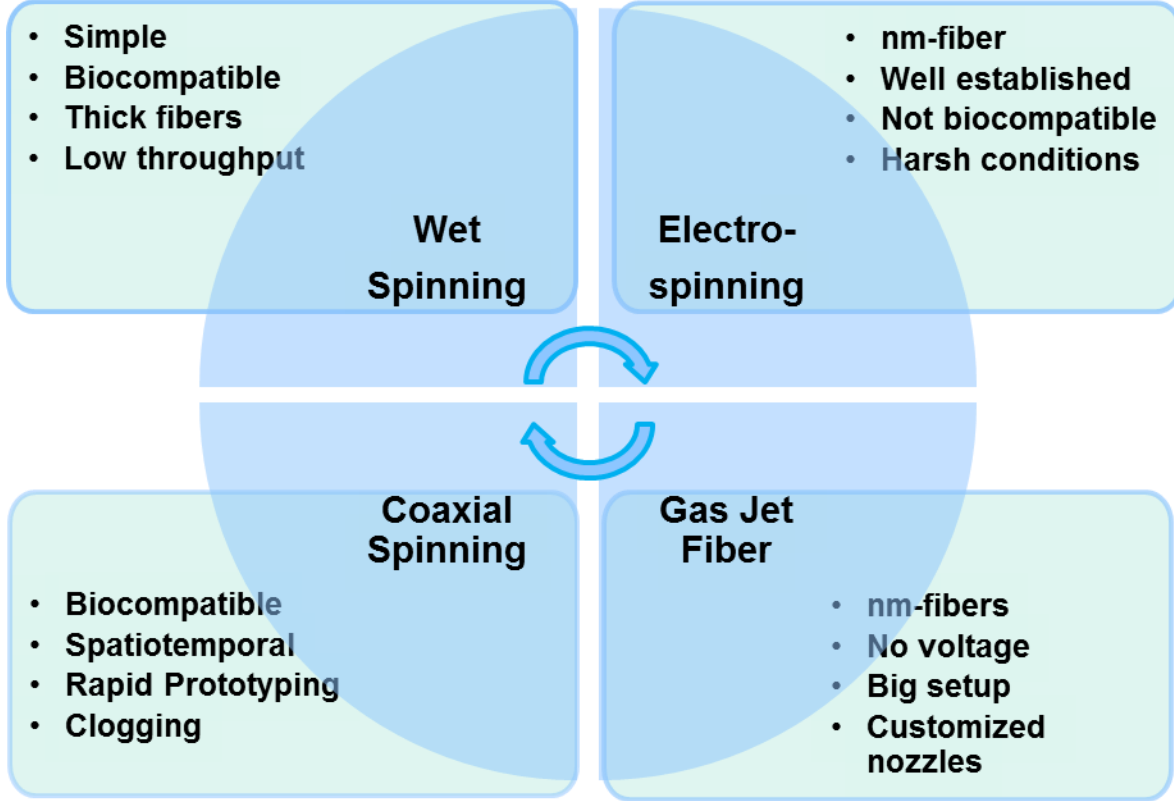 • Simple
• Biocompatible
• Thick fibers
• Low throughput
Wet
Spinning
• nm-fiber
• Well established
• Not biocompatible
• Harsh conditions
Electro-
spinning
Coaxial
Spinning
• Biocompatible
• Spatiotemporal
• Rapid Prototyping
• Clogging
Gas Jet
Fiber
• nm-fibers
• No voltage
• Big setup
• Customized
nozzles